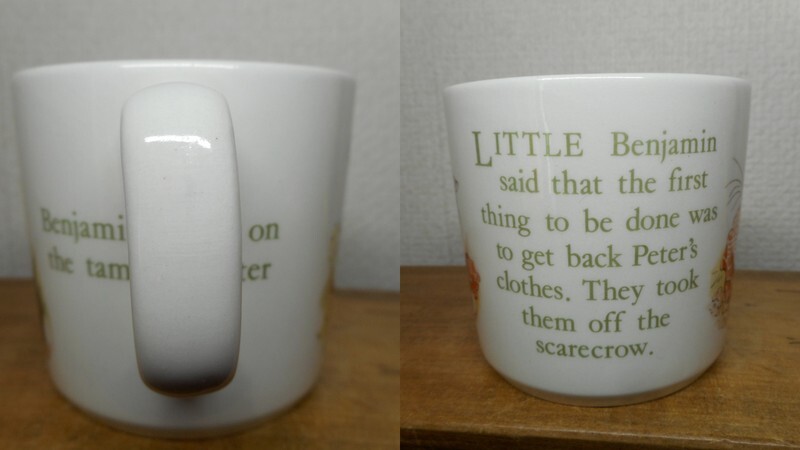 Benjami on
the tam ter
LITTLE Benjamin
said that the first
thing to be done was
to get back Peter's
clothes. They took
them off the
scarecrow.